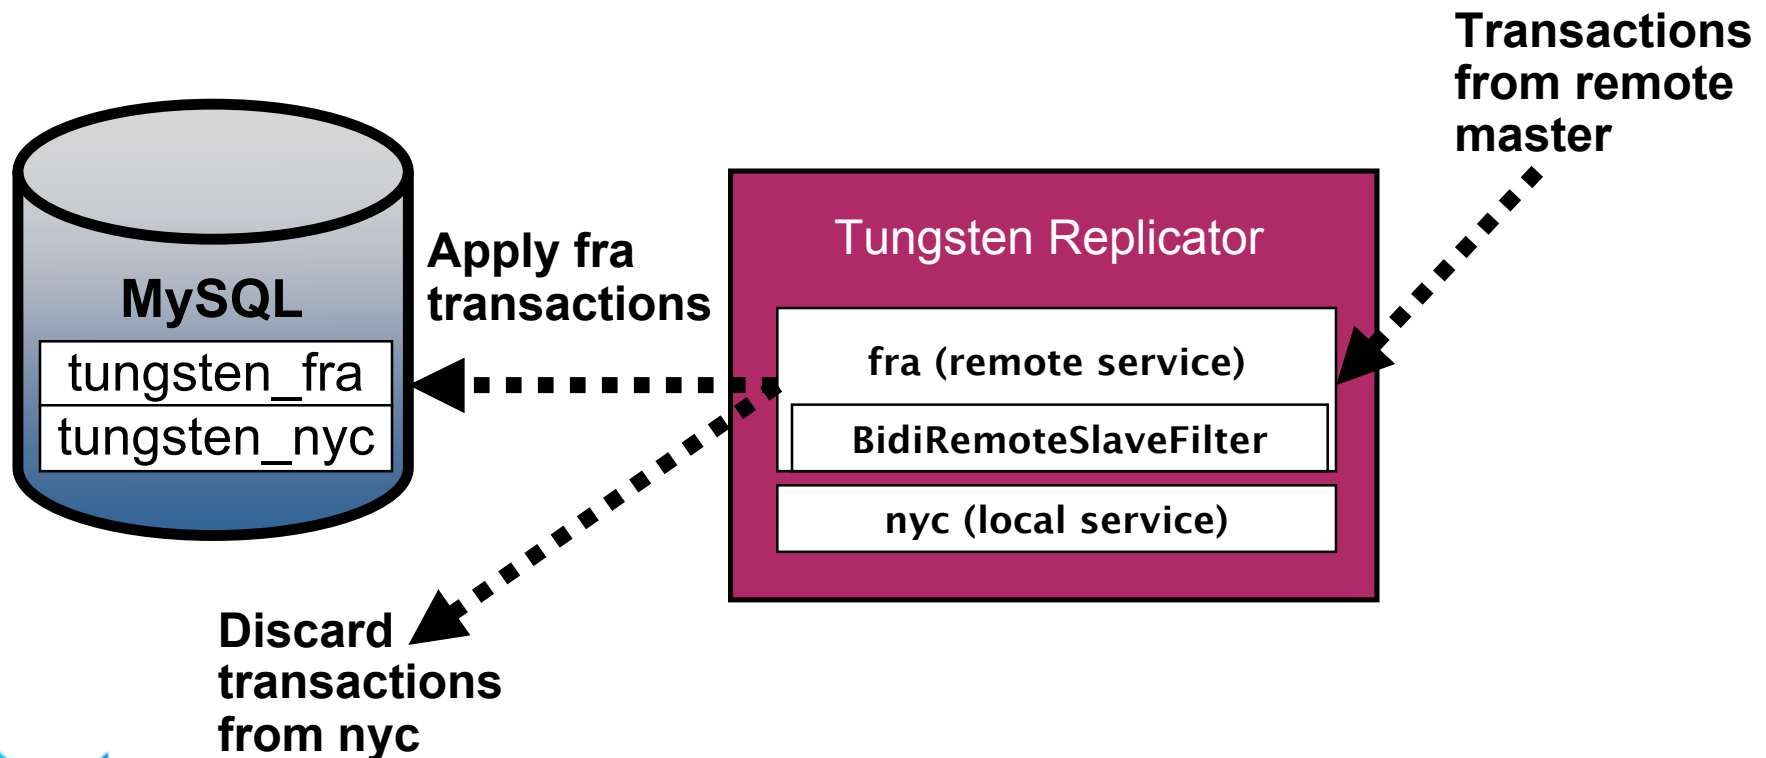 Transactions
from remote
master
Tungsten Replicator
Apply fra
transactions
MySQL
tungsten_fra
tungsten_nyc
fra (remote service)
BidiRemoteSlaveFilter
nyc (local service)
Discard
transactions
from nyc